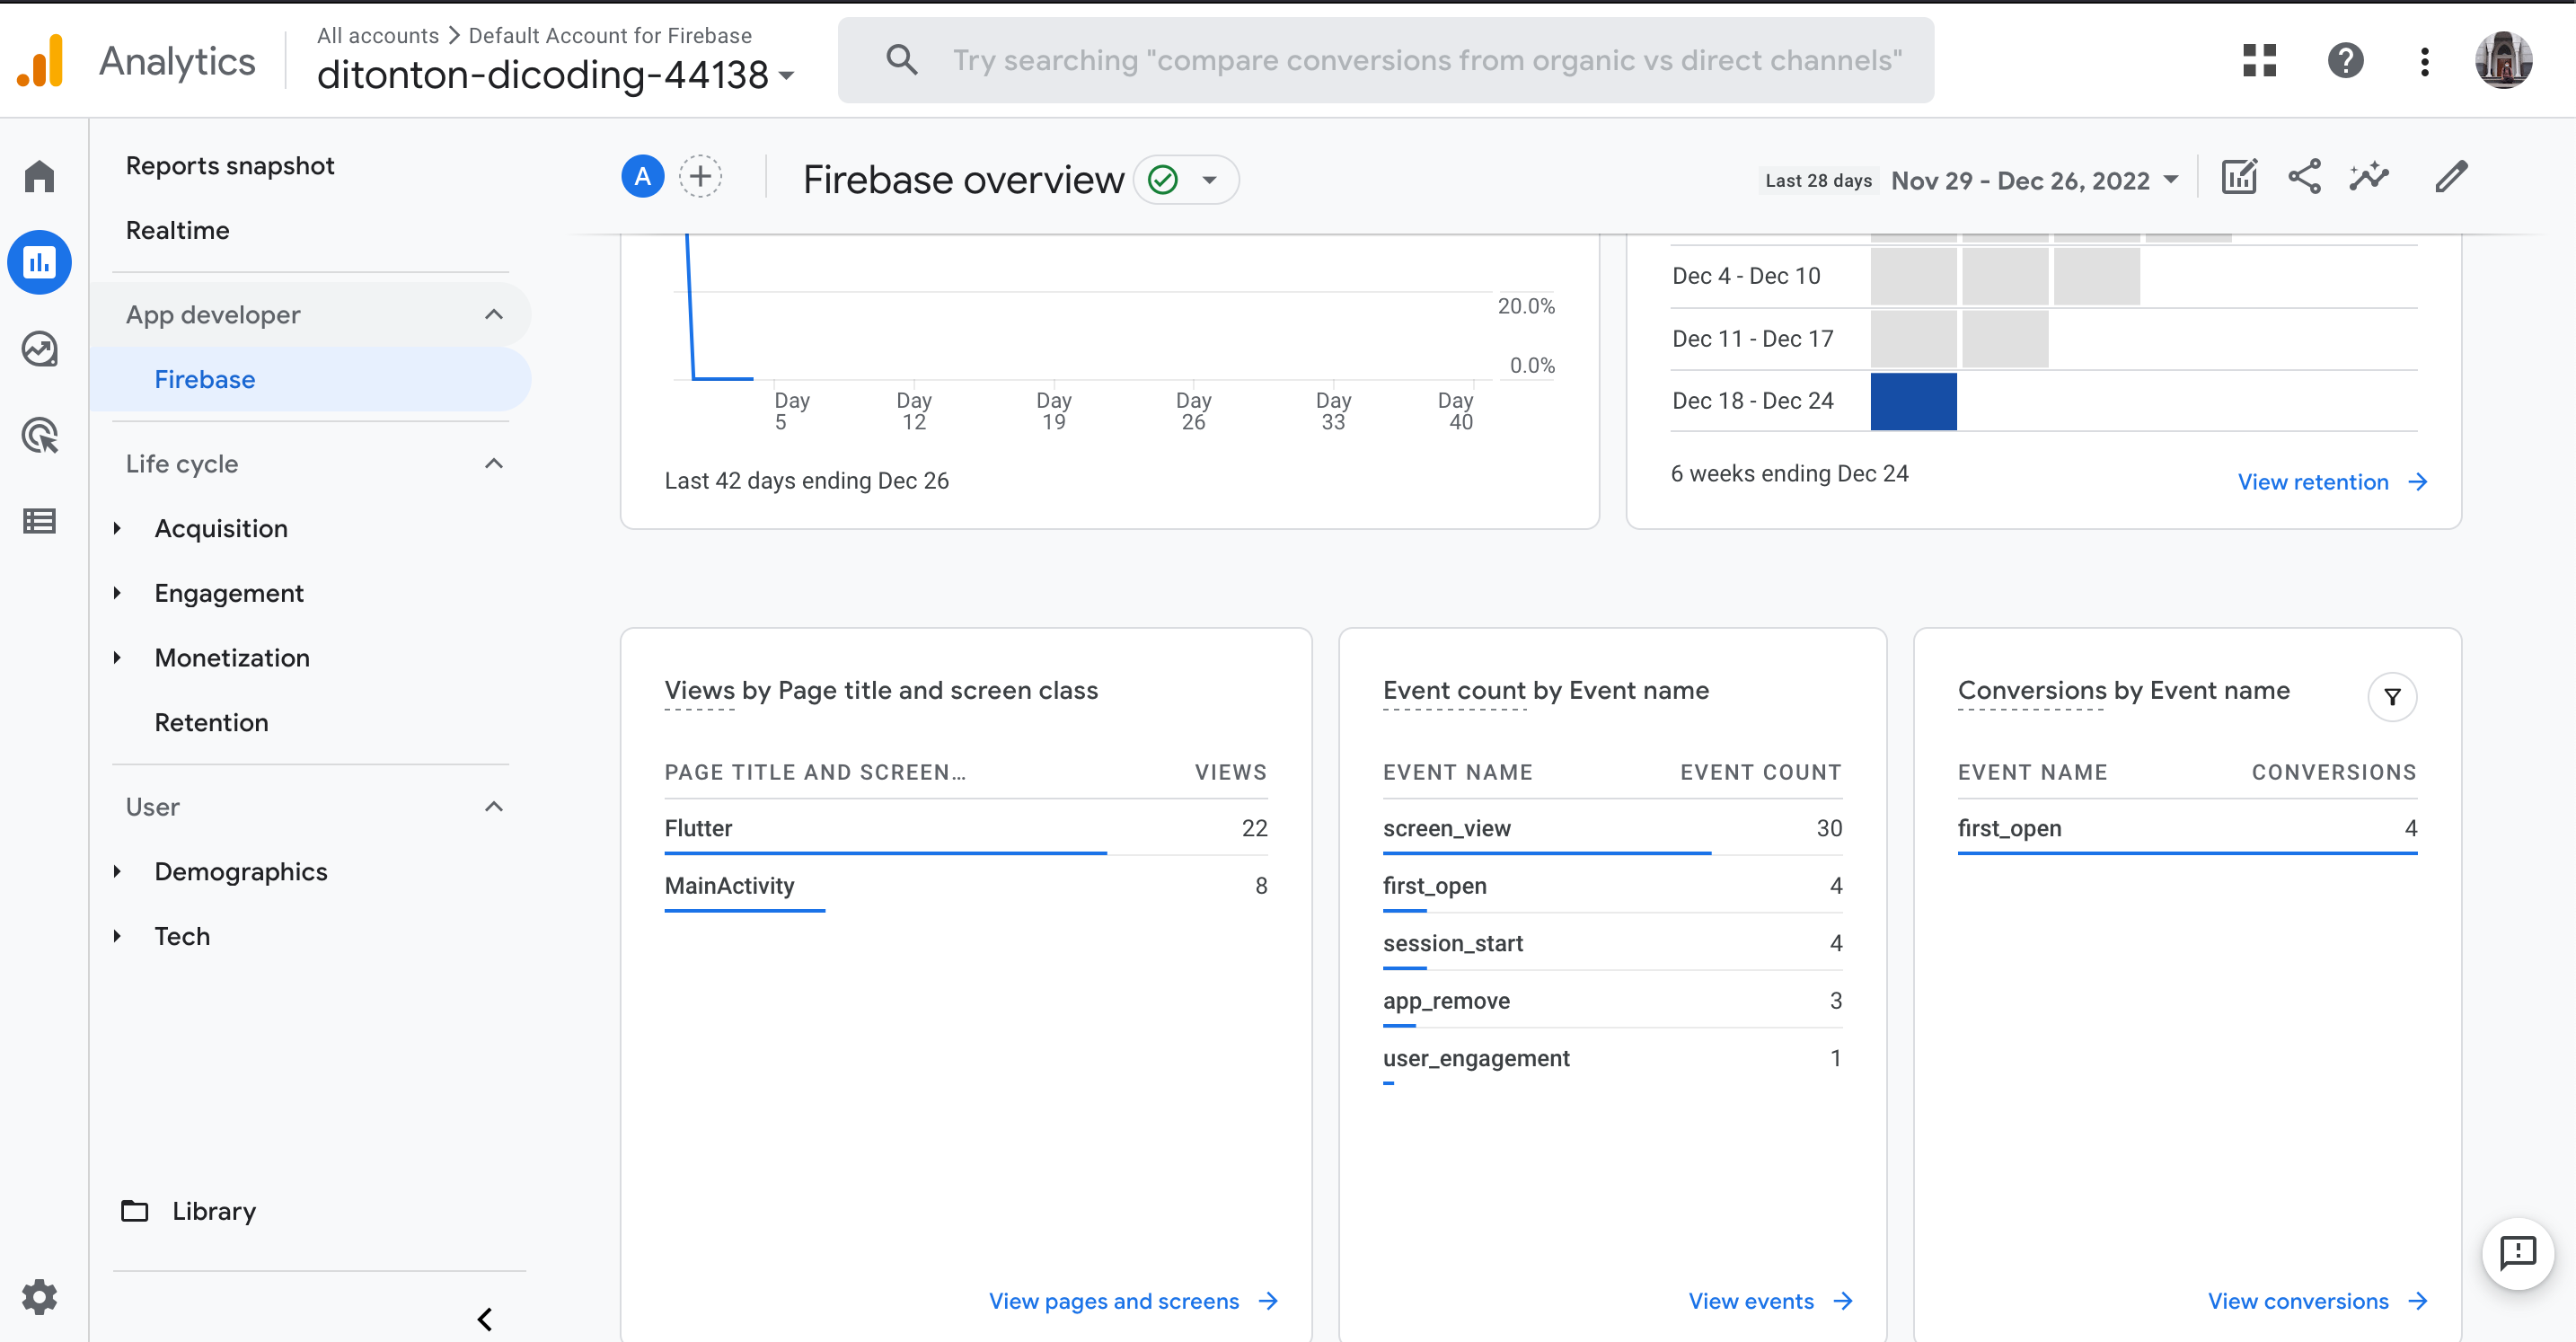 Analytics
All accounts > Default Account for Firebase
ditonton-dicoding-44138
Try searching "compare conversions from organic vs direct channels"
Reports snapshot
Realtime
App developer
Firebase
Life cycle
Acquisition
Engagement
Monetization
Retention
User
Demographics
Tech
Library
A
Firebase overview
Last 28 days Nov 29 - Dec 26, 2022
20.0%
0.0%
Day 5
Day 12
Day 19
Day 26
Day 33
Day 40
Last 42 days ending Dec 26
Dec 4 - Dec 10
Dec 11 - Dec 17
Dec 18 - Dec 24
6 weeks ending Dec 24
View retention
Views by Page title and screen class
PAGE TITLE AND SCREEN… VIEWS
Flutter 22
MainActivity 8
View pages and screens
Event count by Event name
EVENT NAME EVENT COUNT
screen_view 30
first_open 4
session_start 4
app_remove 3
user_engagement 1
View events
Conversions by Event name
EVENT NAME CONVERSIONS
first_open 4
View conversions